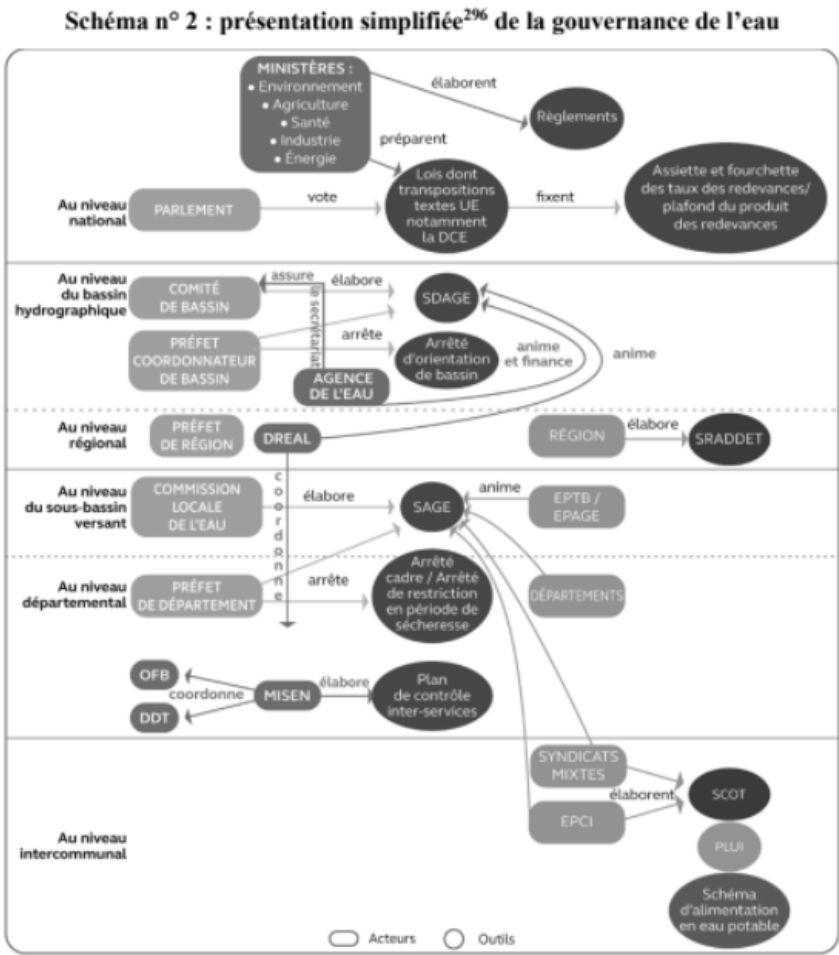 Schéma n° 2 : présentation simplifiée²⁹⁶ de la gouvernance de l’eau
MINISTÈRES :
• Environnement
• Agriculture
• Santé
• Industrie
• Énergie
élaborent
Règlements
préparent
Au niveau
national
PARLEMENT
vote
Lois dont
transpositions
textes UE
notamment
la DCE
fixent
Assiette et fourchette
des taux des redevances/
plafond du produit
des redevances
Au niveau
du bassin
hydrographique
COMITÉ
DE BASSIN
assure
le secrétariat
élabore
SDAGE
PRÉFET
COORDONNATEUR
DE BASSIN
arrête
Arrêté
d’orientation
de bassin
anime
et finance
anime
AGENCE
DE L’EAU
Au niveau
régional
PRÉFET
DE RÉGION
DREAL
RÉGION
élabore
SRADDET
Au niveau
du sous-bassin
versant
COMMISSION
LOCALE
DE L’EAU
coordonne
élabore
SAGE
anime
EPTB /
EPAGE
Au niveau
départemental
PRÉFET
DE DÉPARTEMENT
arrête
Arrêté
cadre / Arrêté
de restriction
en période de
sécheresse
DÉPARTEMENTS
OFB
coordonne
DDT
MISEN
élabore
Plan
de contrôle
inter-services
Au niveau
intercommunal
SYNDICATS
MIXTES
élaborent
EPCI
SCOT
PLUI
Schéma
d’alimentation
en eau potable
Acteurs
Outils